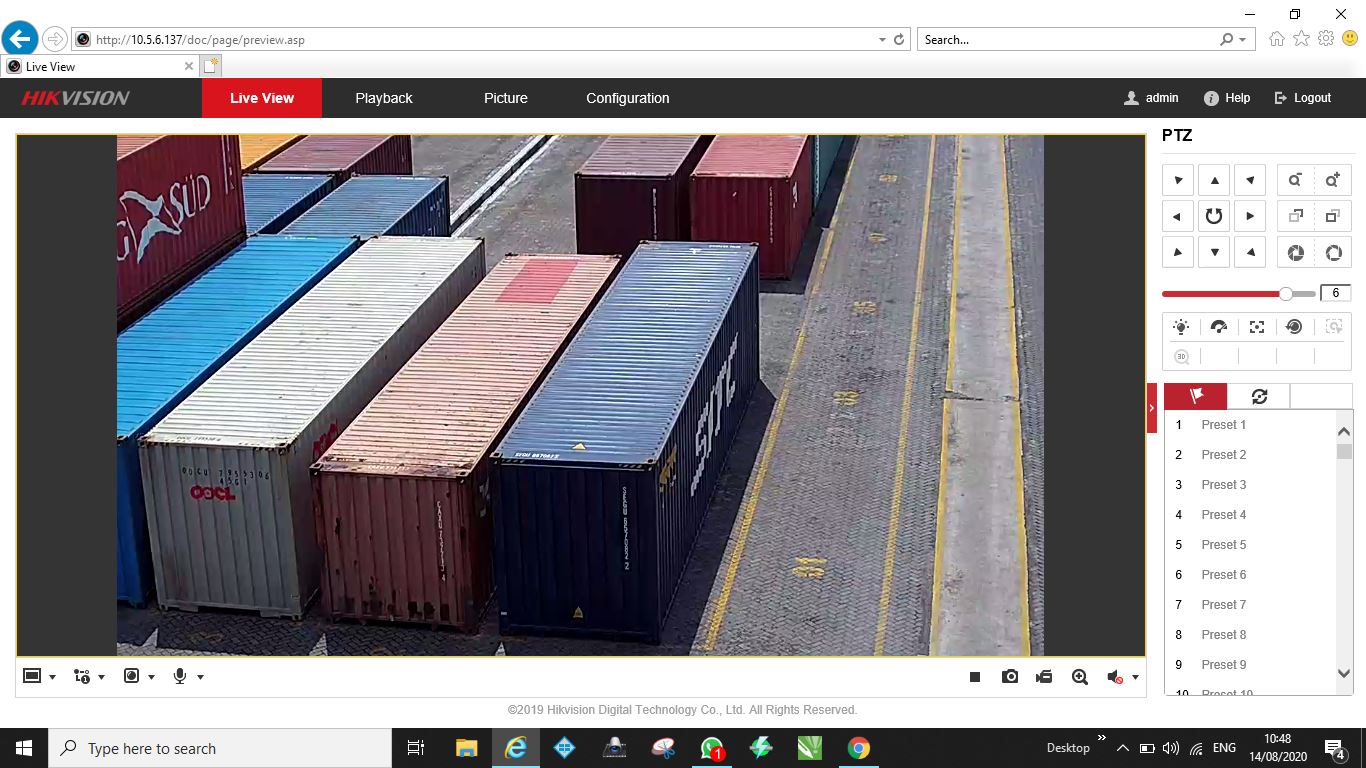 http://10.5.6.137/doc/page/preview.asp
Search...
Live View
HIKVISION
Live View
Playback
Picture
Configuration
admin
Help
Logout
PTZ
SÜD
6
3D
1 Preset 1
2 Preset 2
3 Preset 3
4 Preset 4
5 Preset 5
6 Preset 6
7 Preset 7
8 Preset 8
9 Preset 9
10 Preset 10
OOCL
SITC
©2019 Hikvision Digital Technology Co., Ltd. All Rights Reserved.
Type here to search
1
Desktop
ENG
10:48
14/08/2020
4